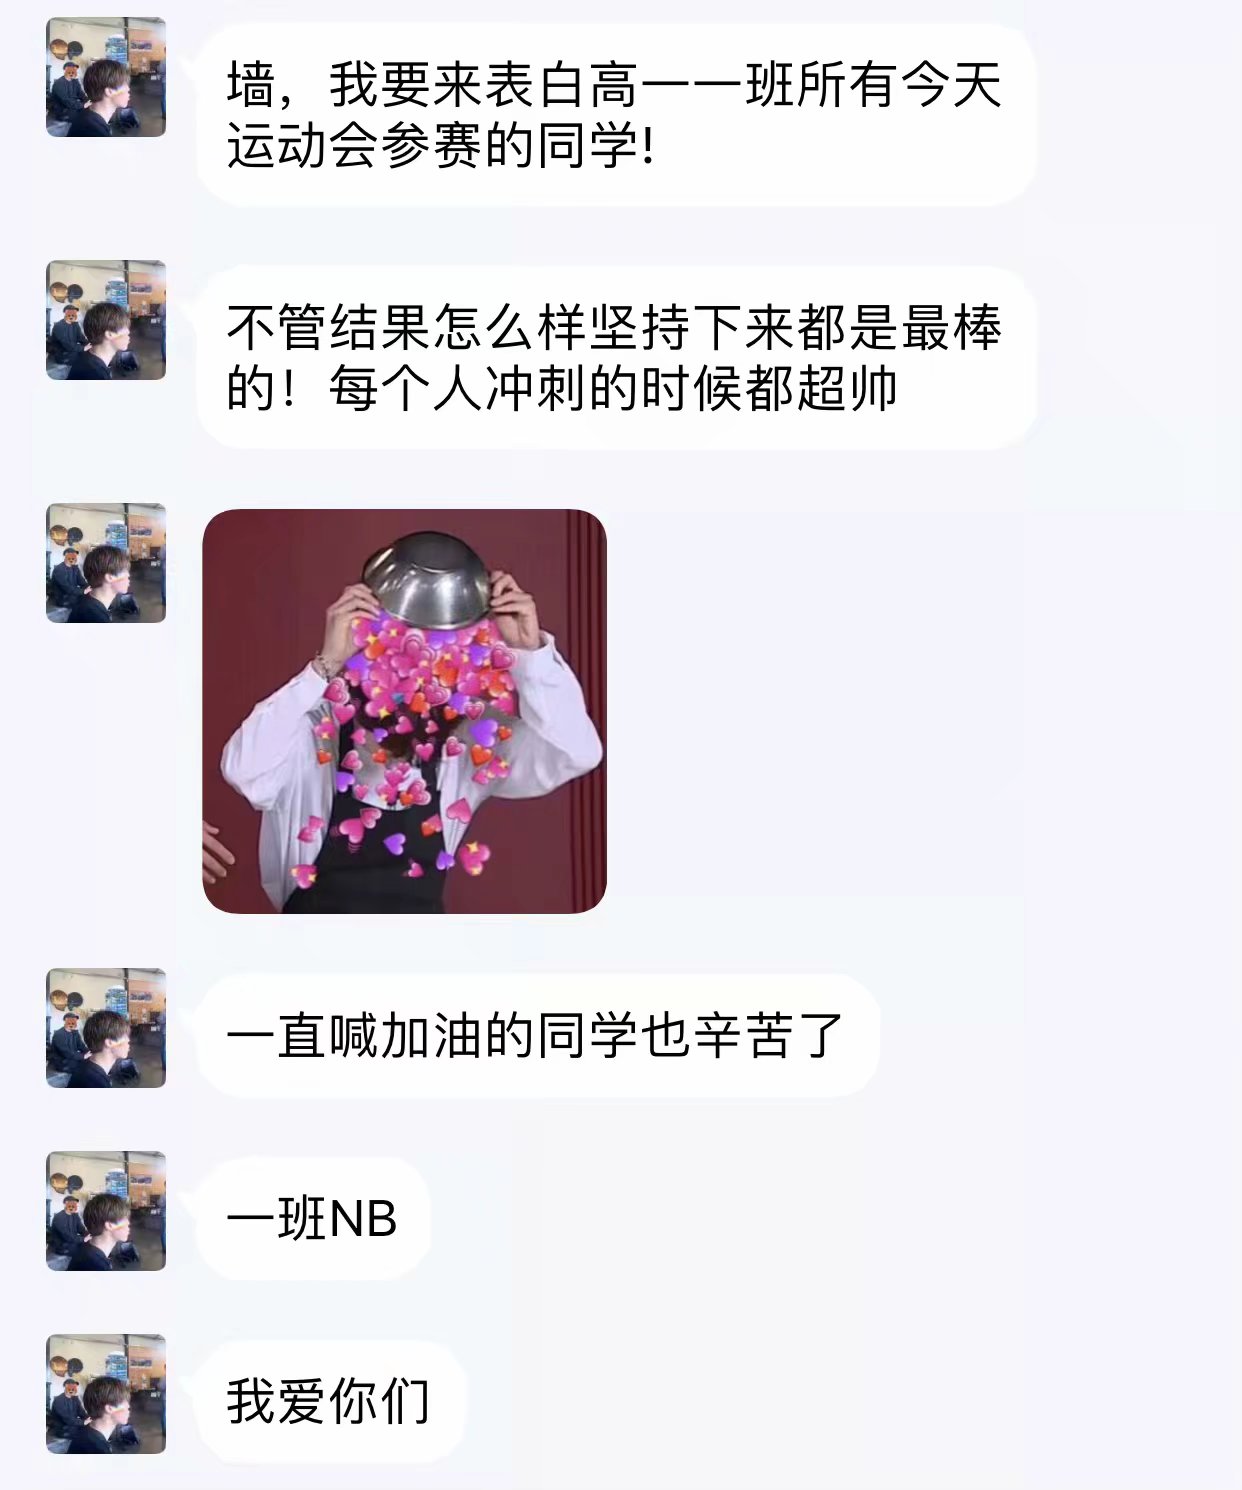 墙，我要来表白高一一班所有今天
运动会参赛的同学!
不管结果怎么样坚持下来都是最棒
的！每个人冲刺的时候都超帅
一直喊加油的同学也辛苦了
一班NB
我爱你们